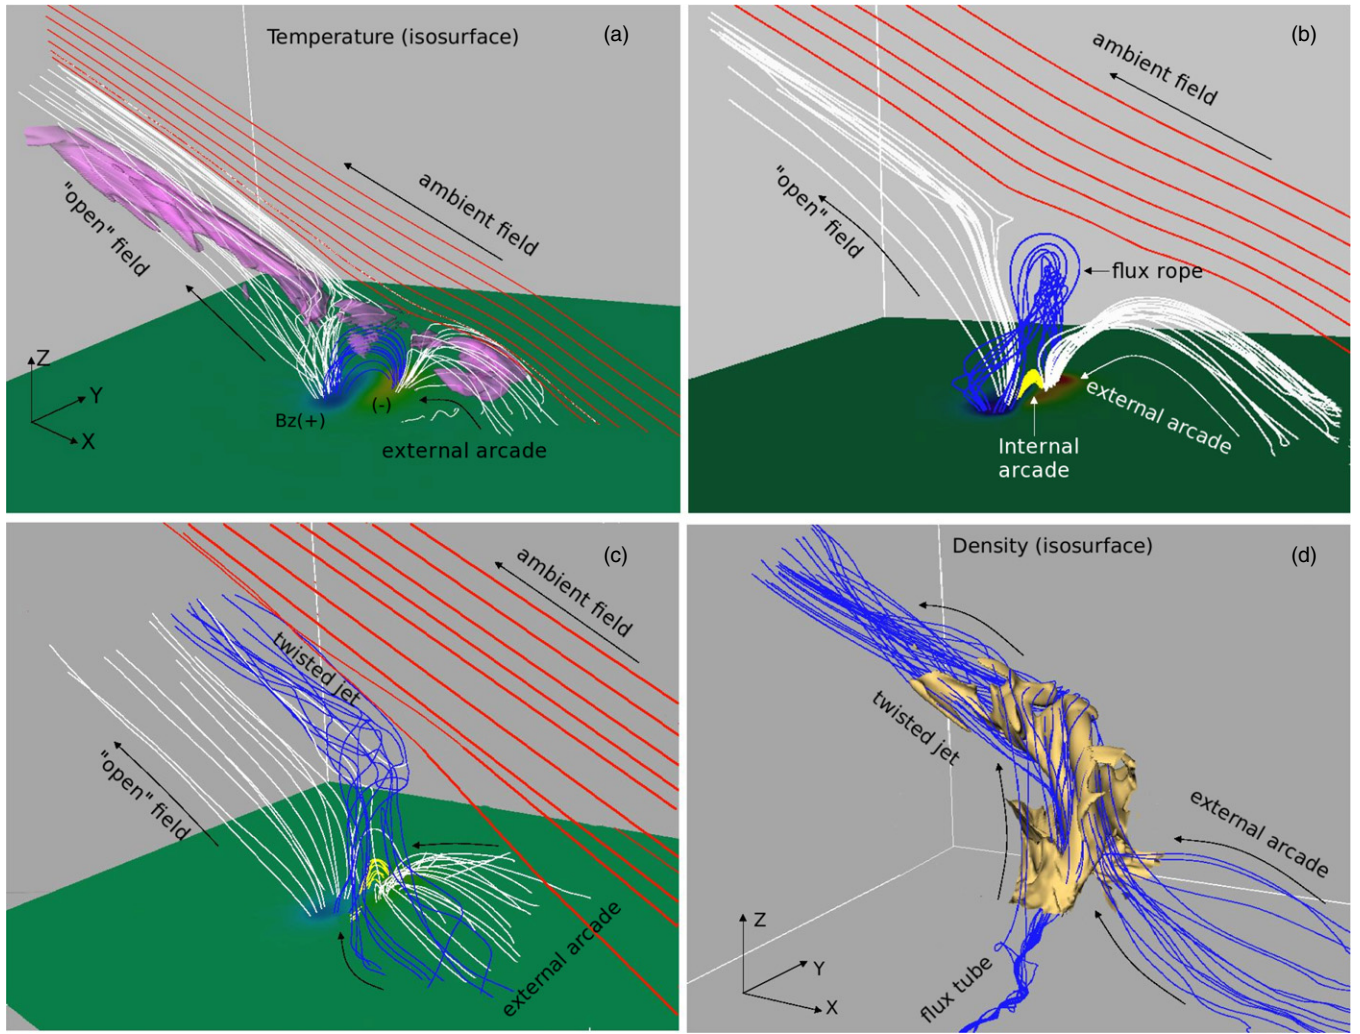 Temperature (isosurface)
(a)
ambient field
"open" field
Z
Y
X
Bz(+)
(-)
external arcade
(b)
ambient field
"open" field
flux rope
external arcade
Internal
arcade
(c)
ambient field
twisted jet
"open" field
external arcade
Density (isosurface)
(d)
twisted jet
external arcade
Z
Y
X
flux tube